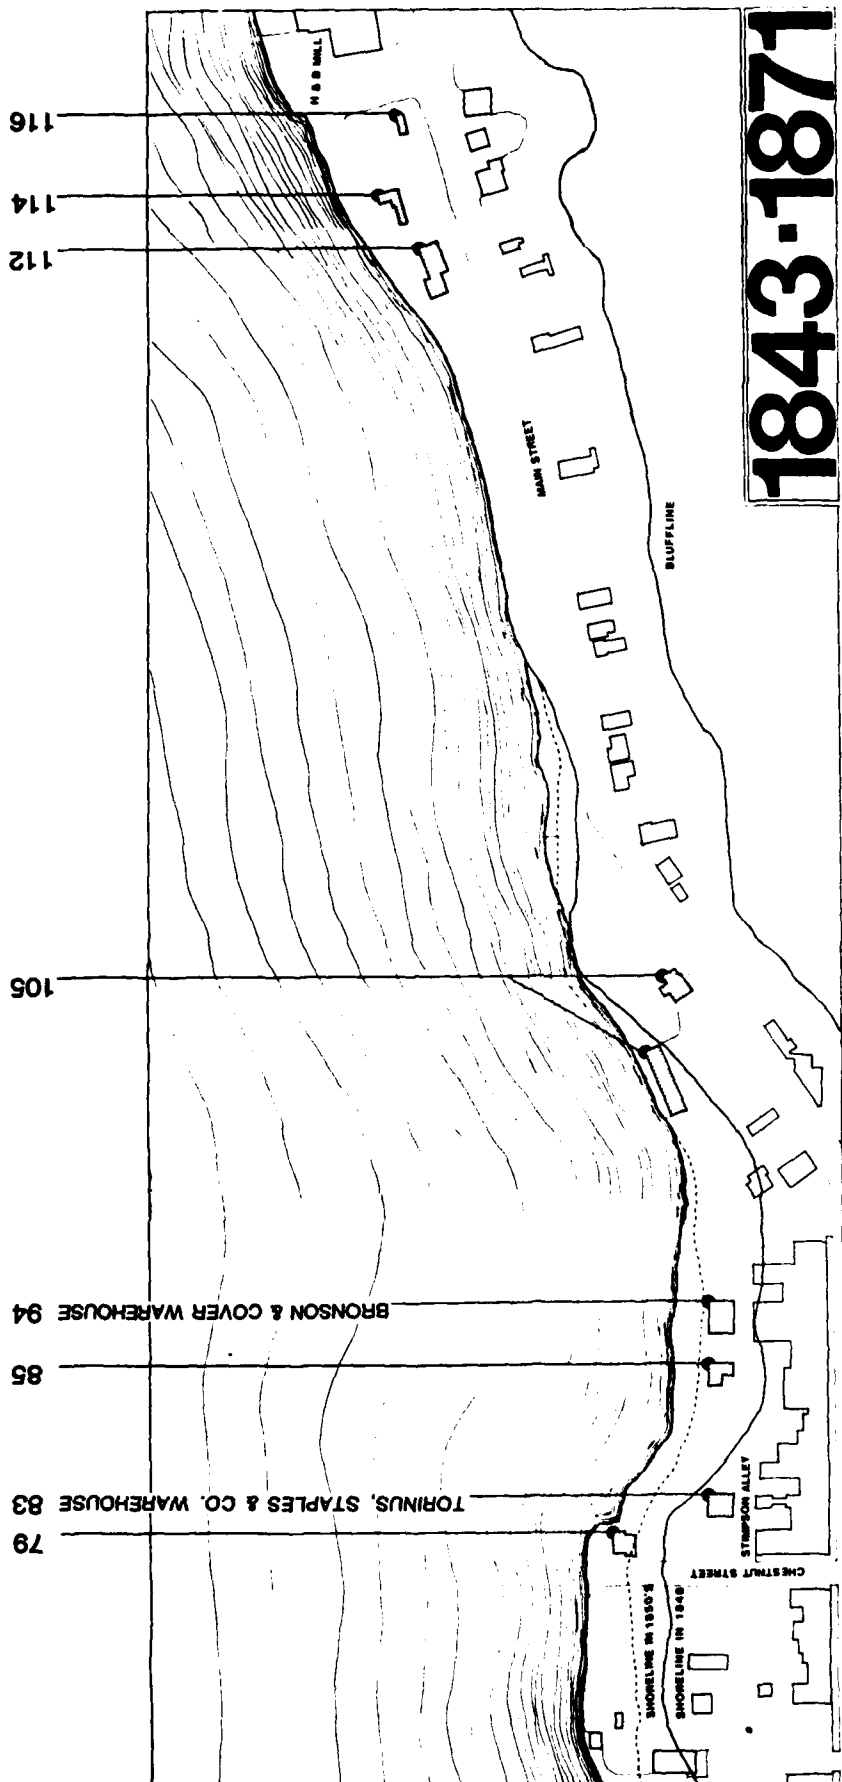 1843-1871
H & B MILL
116
114
112
MAIN STREET
BLUFFLINE
105
94 BRONSON & COVER WAREHOUSE
85
83 TORINUS, STAPLES & CO. WAREHOUSE
79
STIMPSON ALLEY
CHESTNUT STREET
SHORELINE IN 1850'S
SHORELINE IN 1848